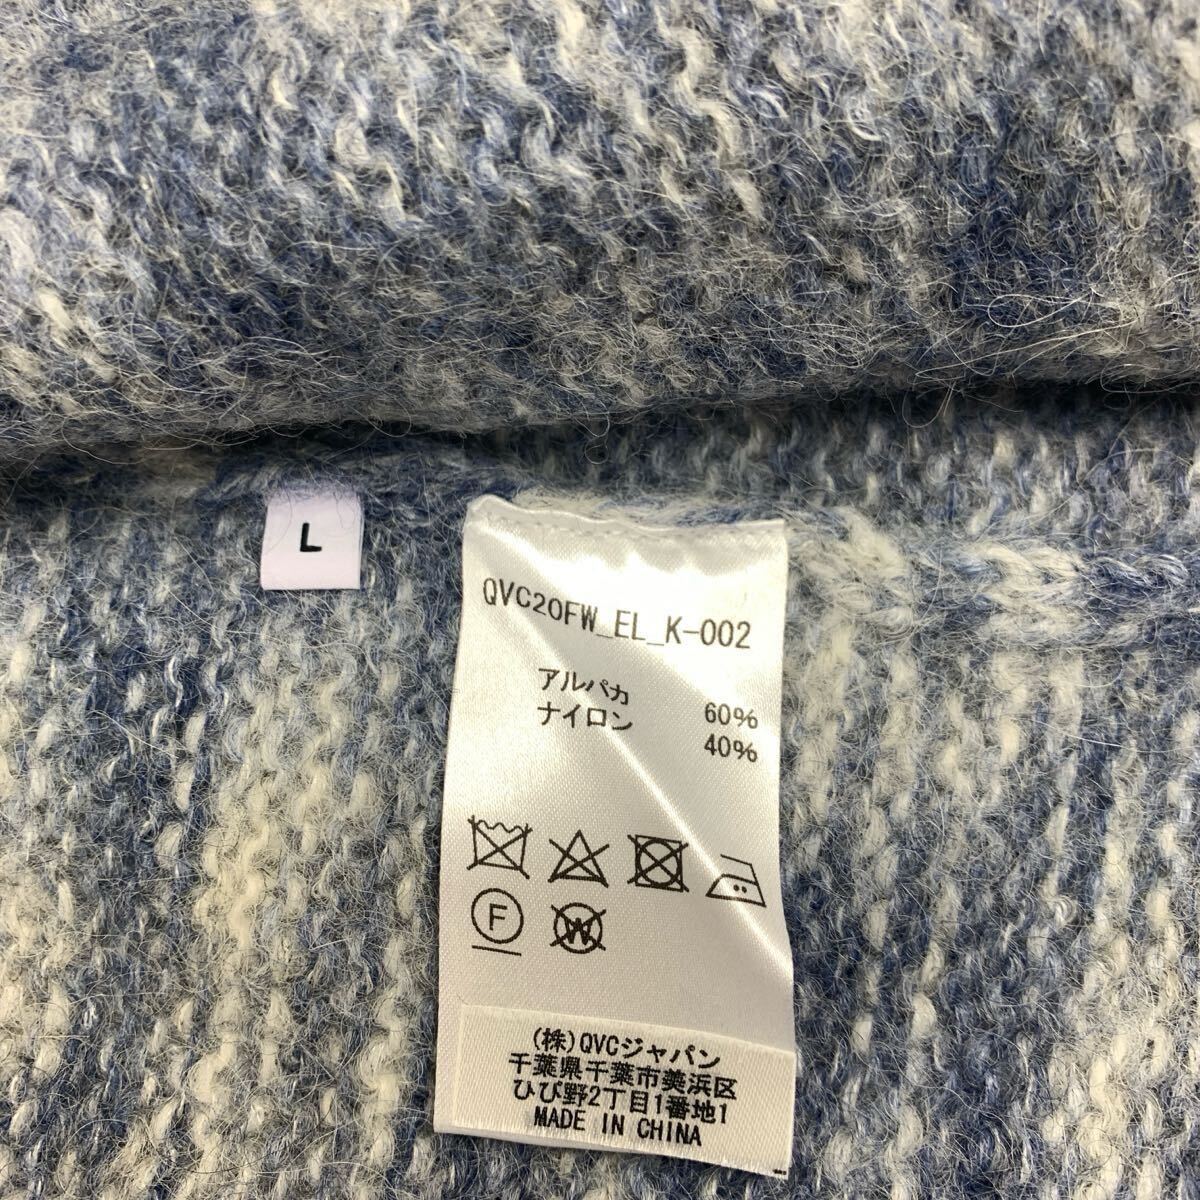 L
QVC20FW_EL_K-002
アルパカ 60%
ナイロン 40%
F
W
(株)QVCジャパン
千葉県千葉市美浜区
ひび野2丁目1番地1
MADE IN CHINA